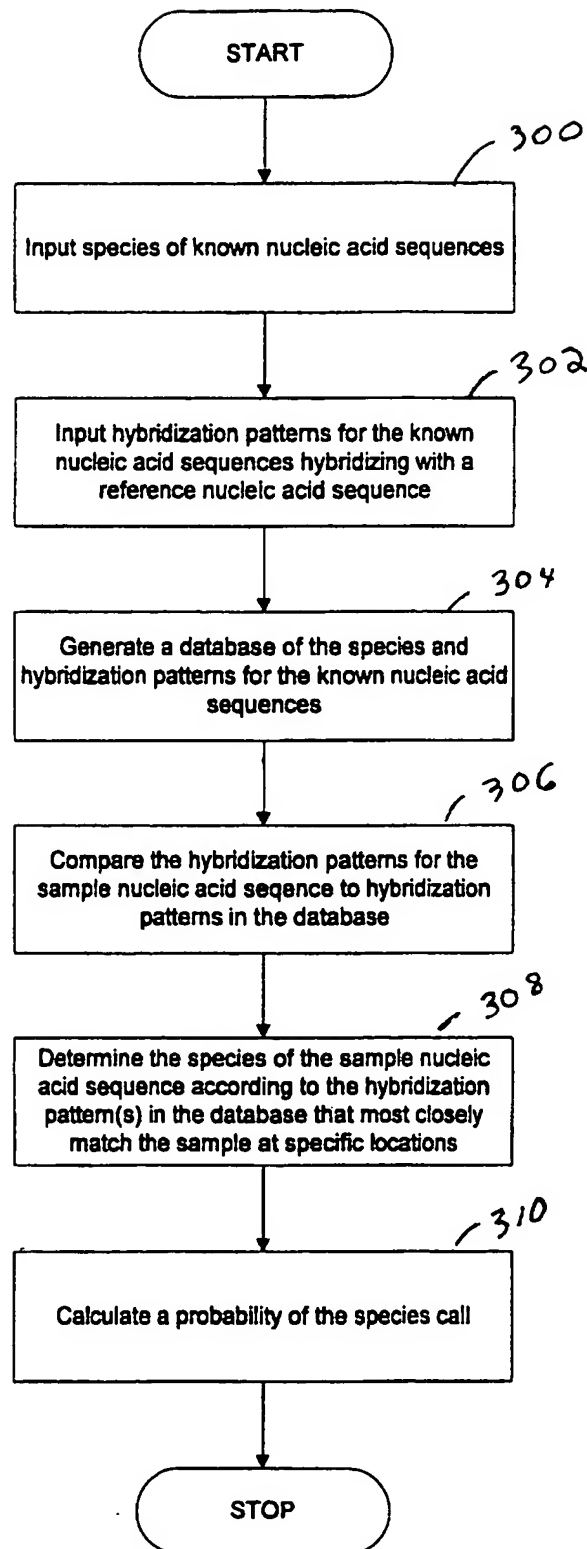 START
300
Input species of known nucleic acid sequences
302
Input hybridization patterns for the known
nucleic acid sequences hybridizing with a
reference nucleic acid sequence
304
Generate a database of the species and
hybridization patterns for the known nucleic acid
sequences
306
Compare the hybridization patterns for the
sample nucleic acid seqence to hybridization
patterns in the database
308
Determine the species of the sample nucleic
acid sequence according to the hybridization
pattern(s) in the database that most closely
match the sample at specific locations
310
Calculate a probability of the species call
STOP